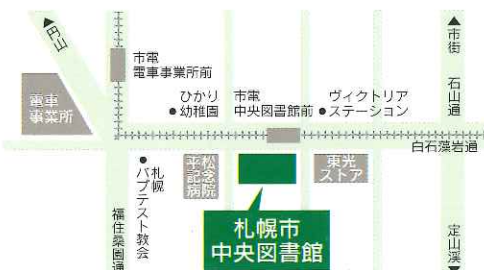 ▲円山
市電
電車事業所前
電車
事業所
ひかり
●幼稚園
市電
中央図書館前
ヴィクトリア
●ステーション
▲市街
石山通
白石藻岩通
●札幌
バプテスト教会
平松
記念
病院
東光
ストア
福住桑園通
札幌市
中央図書館
定山渓▼